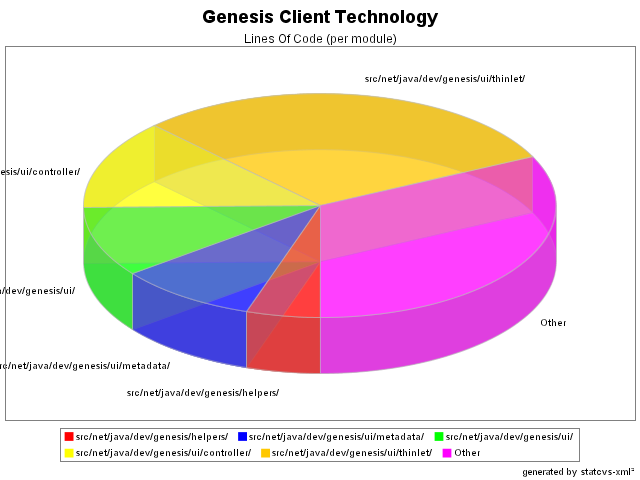 Genesis Client Technology
Lines Of Code (per module)
src/net/java/dev/genesis/ui/thinlet/
esis/ui/controller/
/dev/genesis/ui/
Other
rc/net/java/dev/genesis/ui/metadata/
src/net/java/dev/genesis/helpers/
src/net/java/dev/genesis/helpers/ src/net/java/dev/genesis/ui/metadata/ src/net/java/dev/genesis/ui/
src/net/java/dev/genesis/ui/controller/ src/net/java/dev/genesis/ui/thinlet/ Other
generated by statcvs-xml²